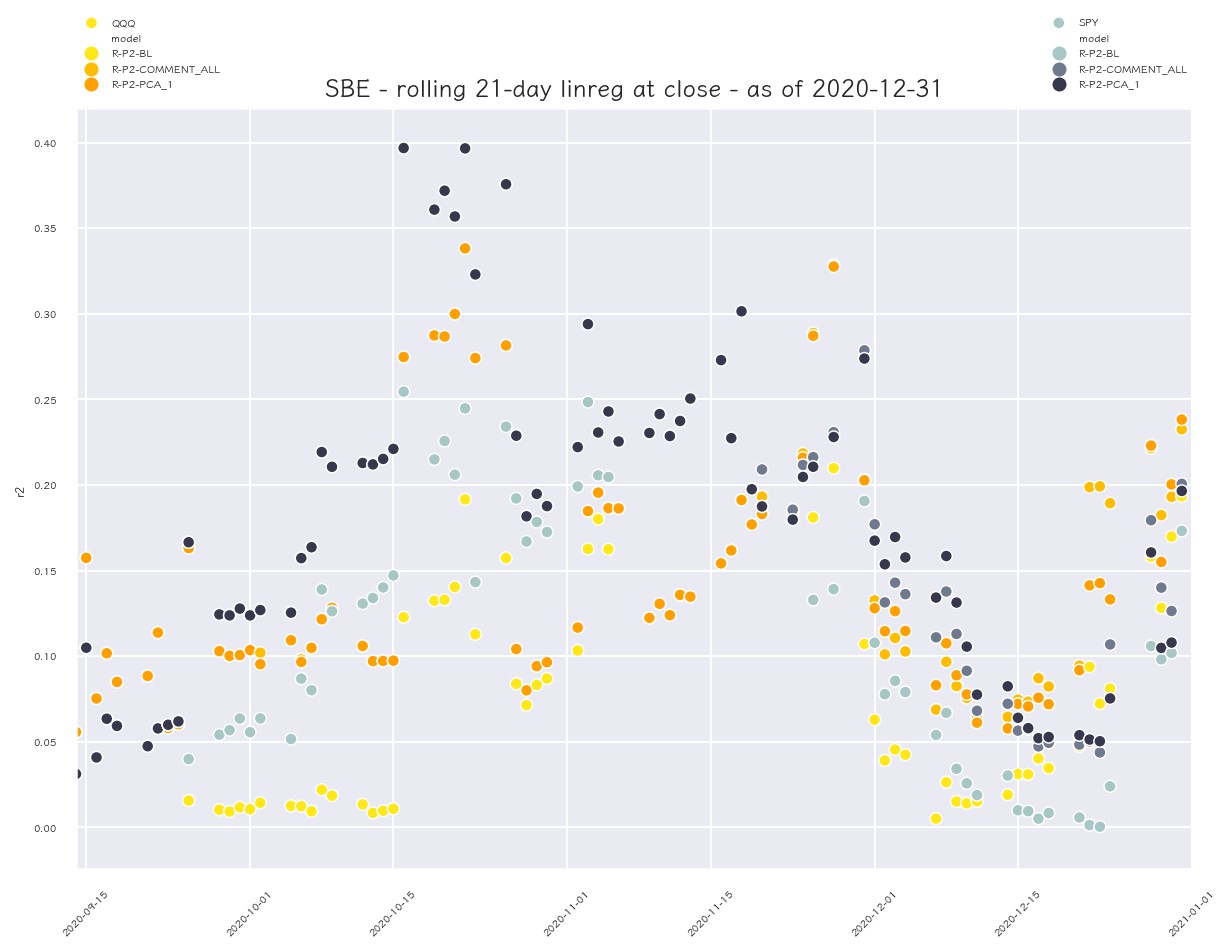 QQQ
model
R-P2-BL
R-P2-COMMENT_ALL
R-P2-PCA_1
SPY
model
R-P2-BL
R-P2-COMMENT_ALL
R-P2-PCA_1
SBE - rolling 21-day linreg at close - as of 2020-12-31
0.40
0.35
0.30
0.25
0.20
0.15
0.10
0.05
0.00
r2
2020-09-15
2020-10-01
2020-10-15
2020-11-01
2020-11-15
2020-12-01
2020-12-15
2021-01-01